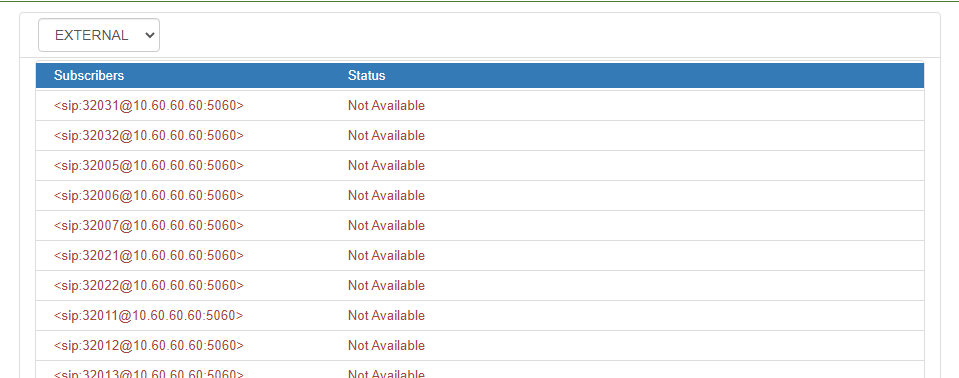 EXTERNAL
Subscribers Status
<sip:32031@10.60.60.60:5060> Not Available
<sip:32032@10.60.60.60:5060> Not Available
<sip:32005@10.60.60.60:5060> Not Available
<sip:32006@10.60.60.60:5060> Not Available
<sip:32007@10.60.60.60:5060> Not Available
<sip:32021@10.60.60.60:5060> Not Available
<sip:32022@10.60.60.60:5060> Not Available
<sip:32011@10.60.60.60:5060> Not Available
<sip:32012@10.60.60.60:5060> Not Available
<sip:32013@10.60.60.60:5060> Not Available